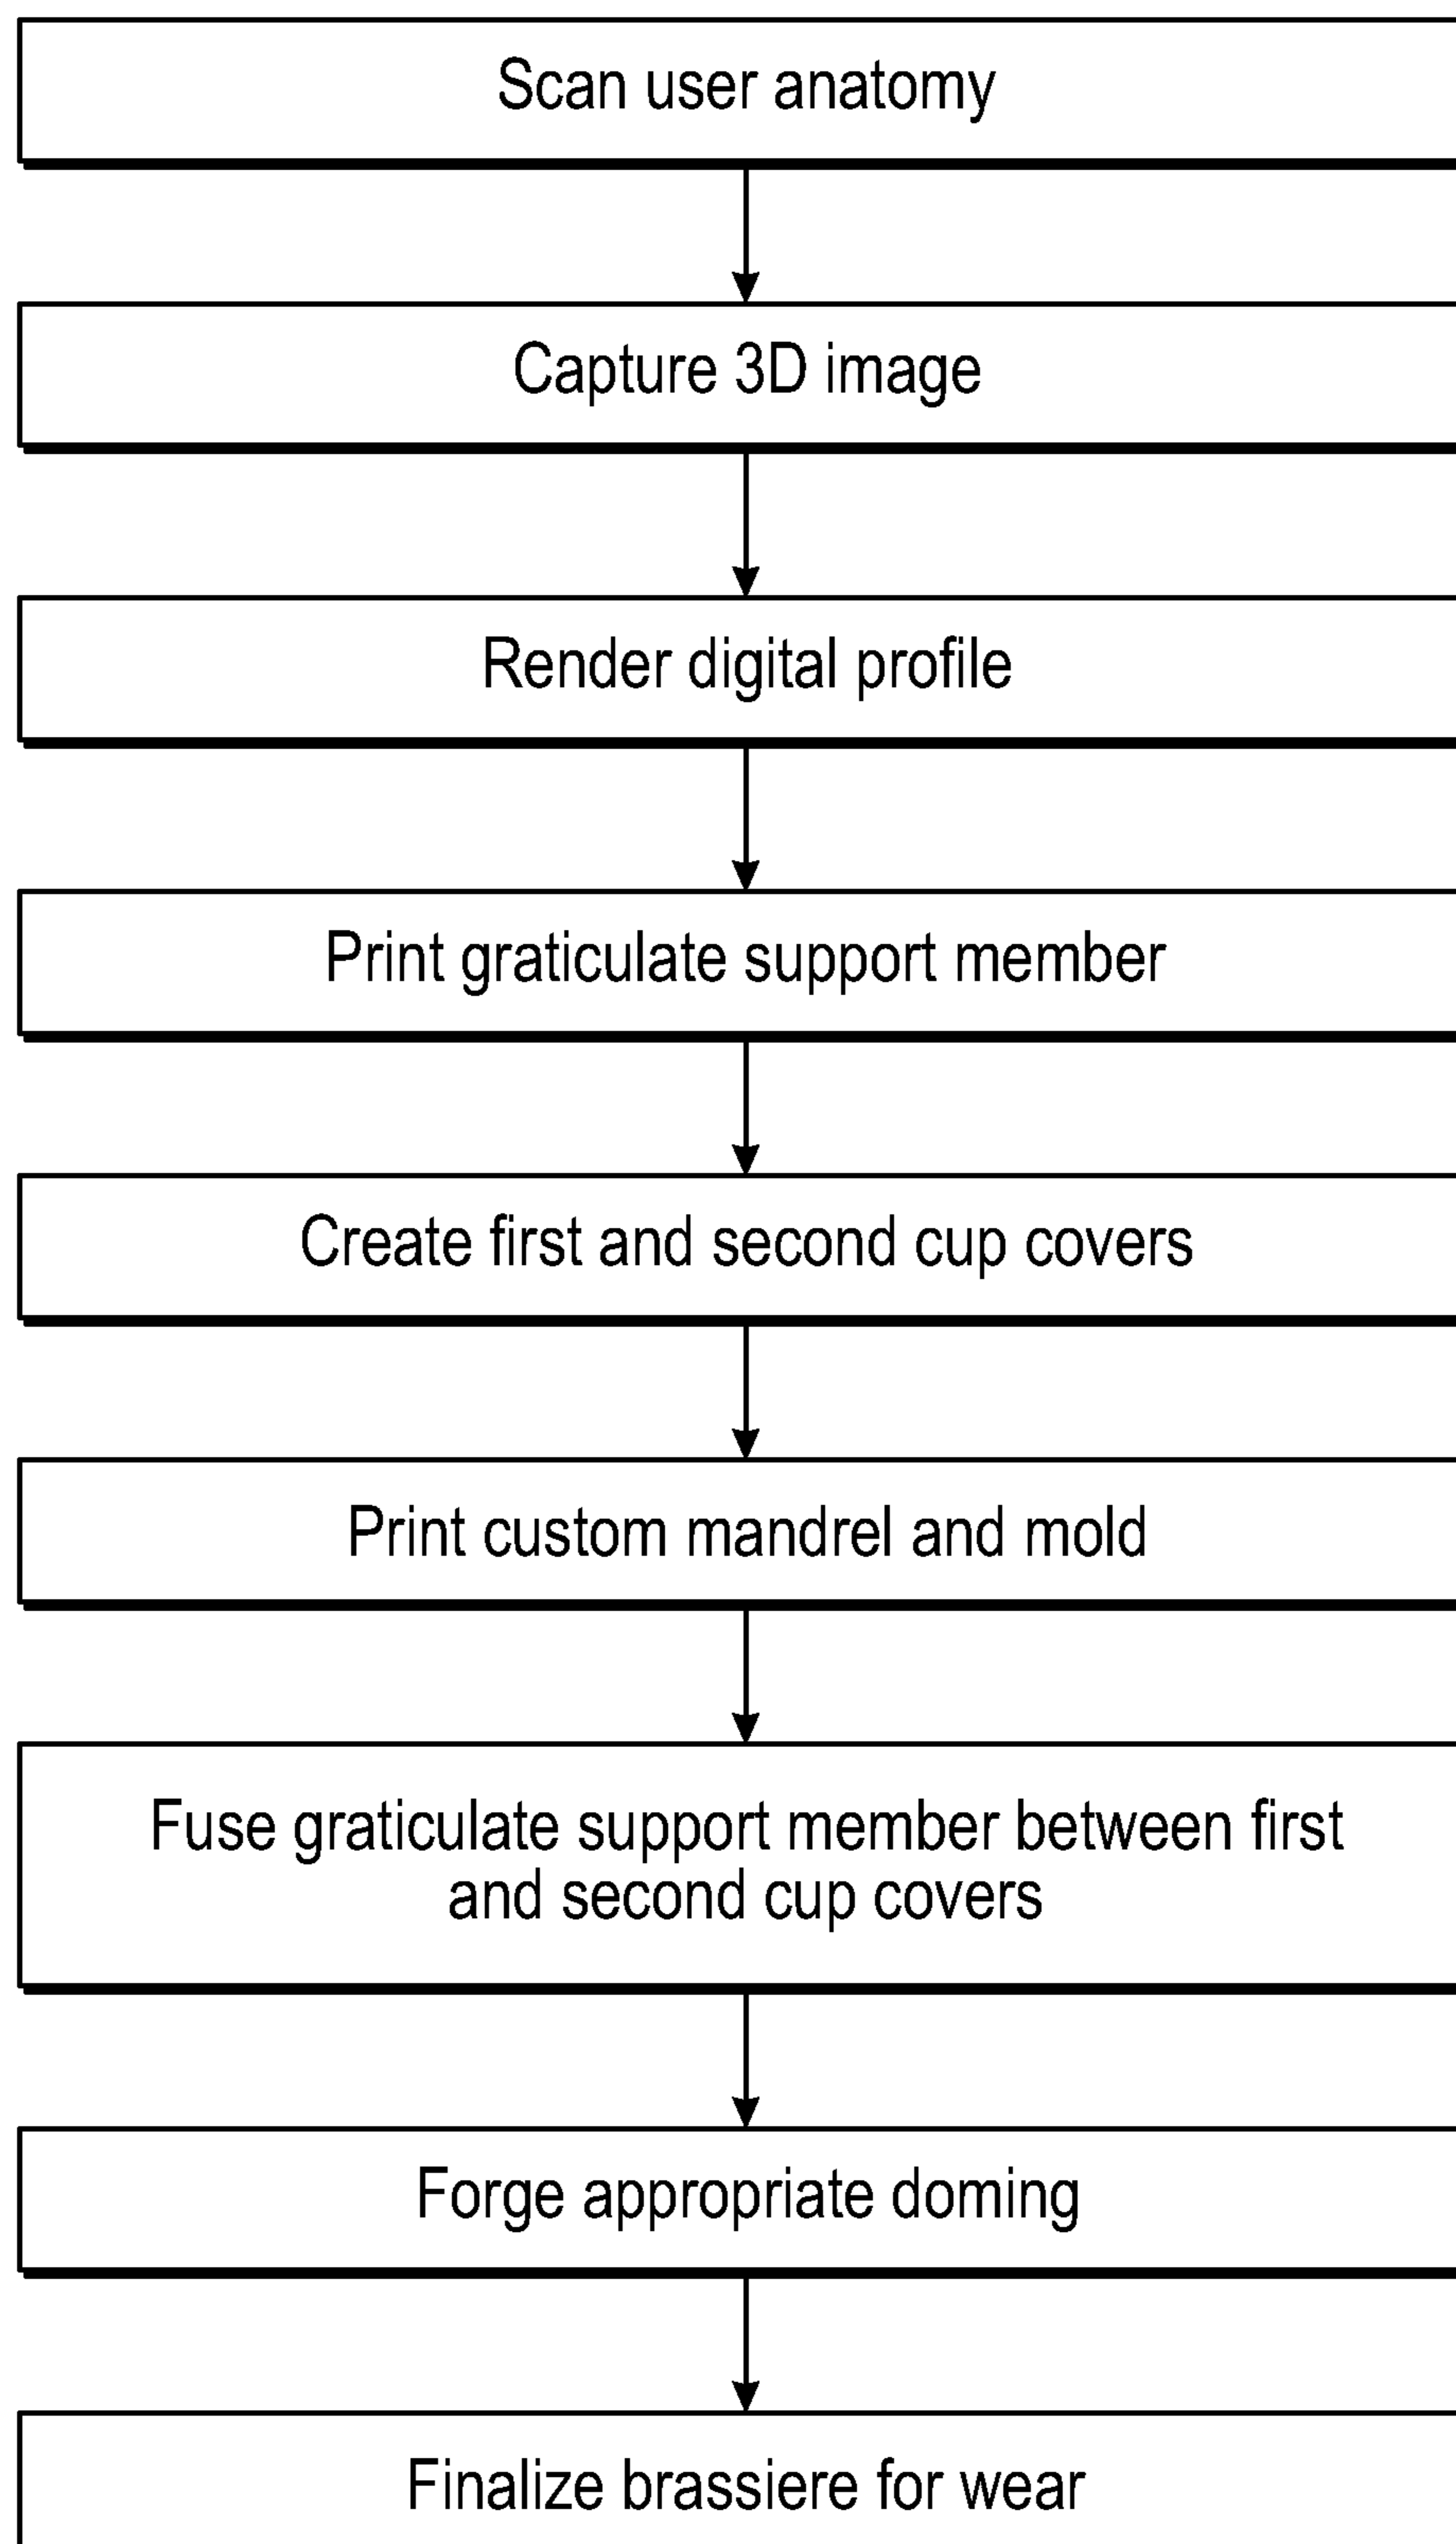 Scan user anatomy
Capture 3D image
Render digital profile
Print graticulate support member
Create first and second cup covers
Print custom mandrel and mold
Fuse graticulate support member between first
and second cup covers
Forge appropriate doming
Finalize brassiere for wear